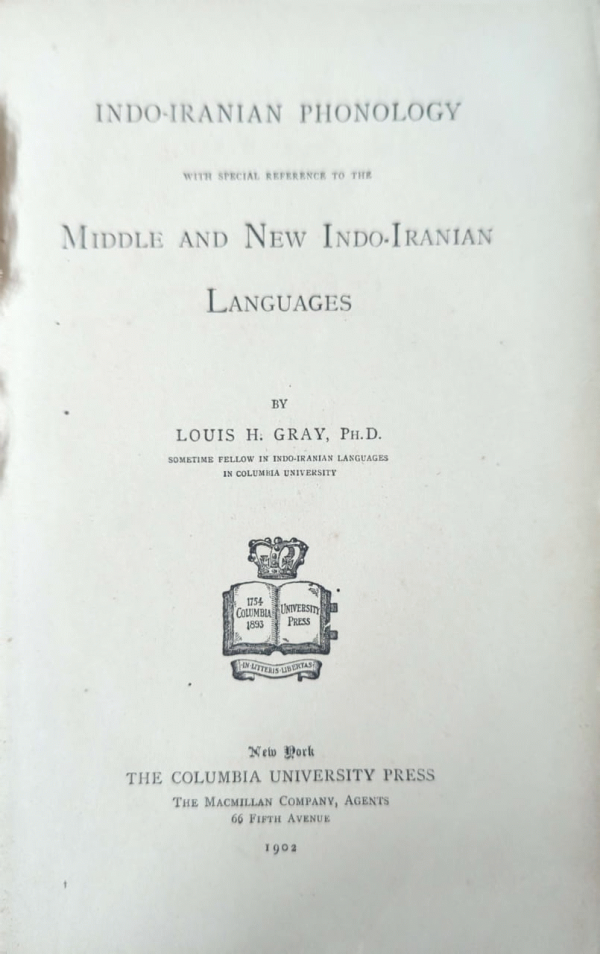 INDO-IRANIAN PHONOLOGY
WITH SPECIAL REFERENCE TO THE
MIDDLE AND NEW INDO-IRANIAN
LANGUAGES
BY
LOUIS H. GRAY, PH.D.
SOMETIME FELLOW IN INDO-IRANIAN LANGUAGES
IN COLUMBIA UNIVERSITY
1754
COLUMBIA
1893
UNIVERSITY
PRESS
·IN·LITTERIS·LIBERTAS·
New York
THE COLUMBIA UNIVERSITY PRESS
THE MACMILLAN COMPANY, AGENTS
66 FIFTH AVENUE
1902